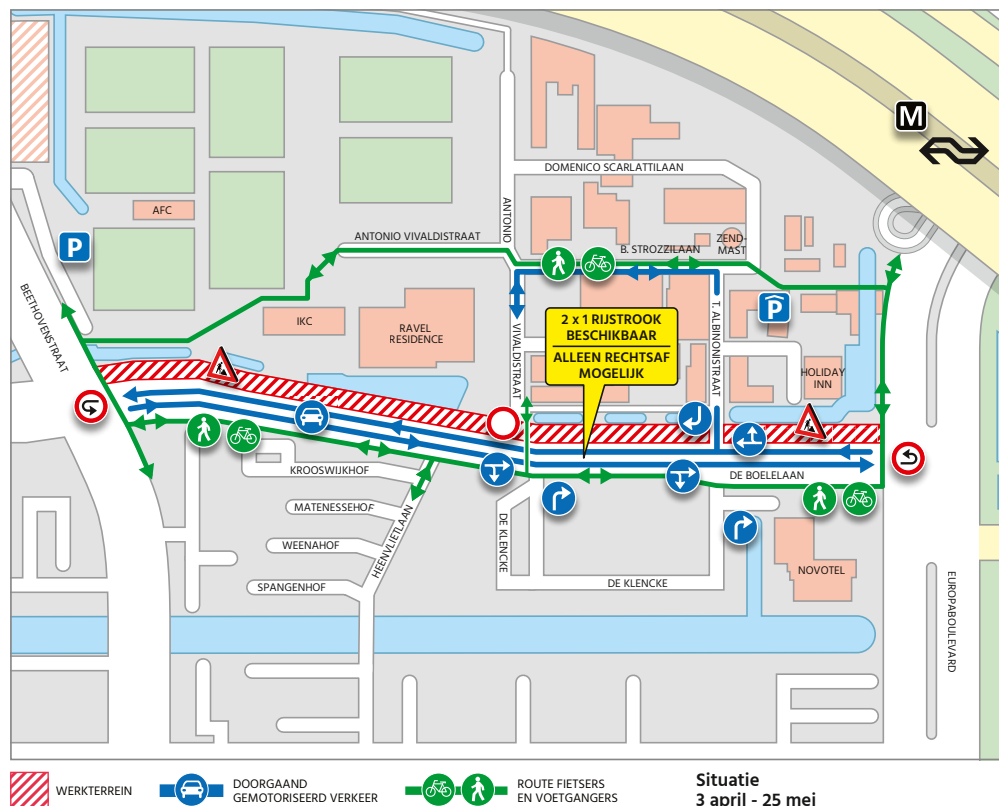 M
DOMENICO SCARLATTILAAN
AFC
ANTONIO
ANTONIO VIVALDISTRAAT
B. STROZZILAAN
ZEND-
MAST
P
BEETHOVENSTRAAT
P
IKC
RAVEL
RESIDENCE
VIVALDISTRAAT
2 x 1 RIJSTROOK
BESCHIKBAAR
ALLEEN RECHTSAF
MOGELIJK
T. ALBINONISTRAAT
HOLIDAY
INN
KROOSWIJKHOF
DE BOELELAAN
MATENESSEHOF
HEENVLIETLAAN
DE KLENCKE
WEENAHOF
SPANGENHOF
DE KLENCKE
NOVOTEL
EUROPABOULEVARD
WERKTERREIN
DOORGAAND
GEMOTORISEERD VERKEER
ROUTE FIETSERS
EN VOETGANGERS
Situatie
3 april - 25 mei